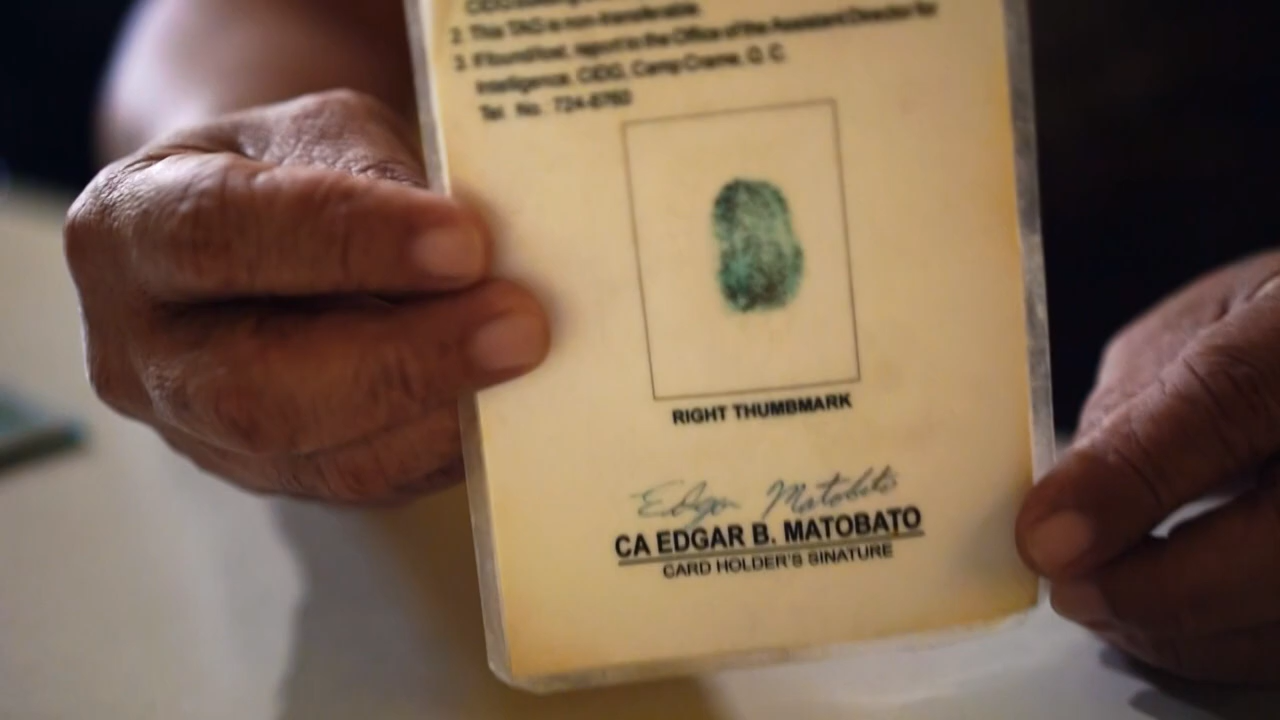 2. This TAG is non-transferable.
3. If found/lost, report to the Office of the Assistant Director for
Intelligence, CIDG, Camp Crame, Q. C.
Tel. No. : 724-8760
RIGHT THUMBMARK
Edgar Matobato
CA EDGAR B. MATOBATO
CARD HOLDER'S SINATURE